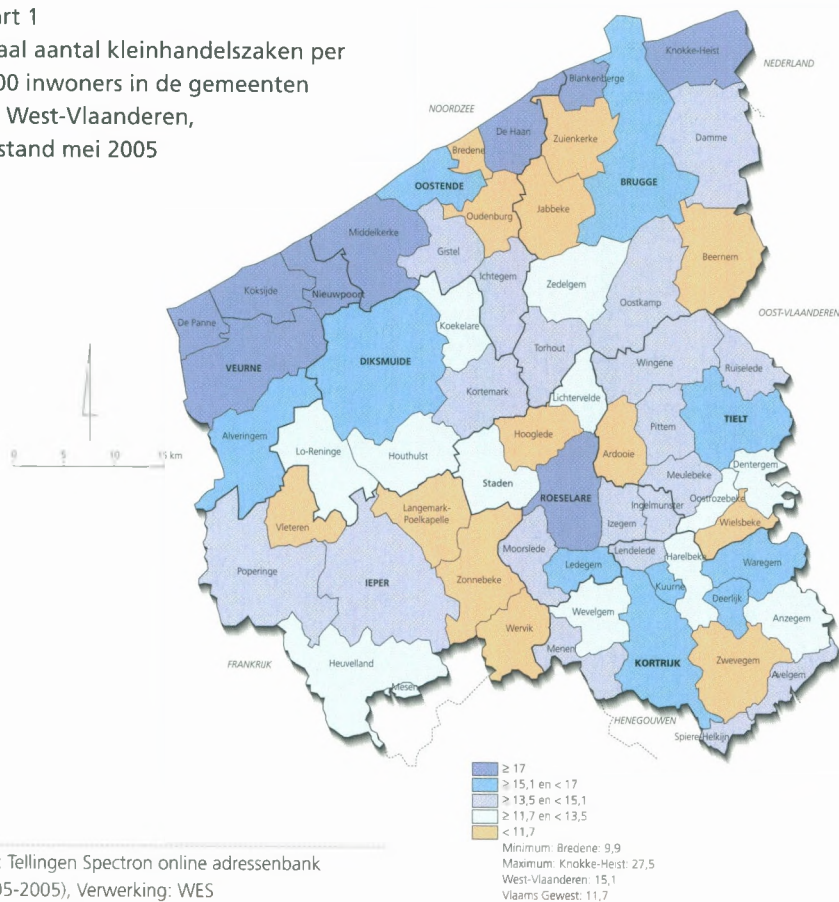 art 1
aal aantal kleinhandelszaken per
00 inwoners in de gemeenten
West-Vlaanderen,
stand mei 2005
Knokke-Heist
NEDERLAND
Blankenberge
NOORDZEE
De Haan
Zuienkerke
Damme
Bredene
OOSTENDE
BRUGGE
Oudenburg
Jabbeke
Middelkerke
Gistel
Beernem
Ichtegem
Zedelgem
Koksijde
Nieuwpoort
Oostkamp
De Panne
OOST-VLAANDEREN
Koekelare
VEURNE
DIKSMUIDE
Torhout
Wingene
Ruiselede
Kortemark
Lichtervelde
Alveringem
Hooglede
Pittem
TIELT
Lo-Reninge
Houthulst
Ardooie
0 5 10 15 km
Staden
Meulebeke
Dentergem
ROESELARE
Oostrozebeke
Ingelmunster
Langemark-
Poelkapelle
Vleteren
Izegem
Wielsbeke
Moorslede
Lendelede
Harelbeke
Poperinge
IEPER
Zonnebeke
Ledegem
Waregem
Kuurne
Deerlijk
Wevelgem
Anzegem
Wervik
Menen
Zwevegem
FRANKRIJK
Heuvelland
KORTRIJK
Avelgem
Mesen
HENEGOUWEN
Spiere-Helkijn
≥ 17
≥ 15,1 en < 17
≥ 13,5 en < 15,1
≥ 11,7 en < 13,5
< 11,7
Minimum: Bredene: 9,9
Maximum: Knokke-Heist: 27,5
West-Vlaanderen: 15,1
Vlaams Gewest: 11,7
: Tellingen Spectron online adressenbank
05-2005), Verwerking: WES